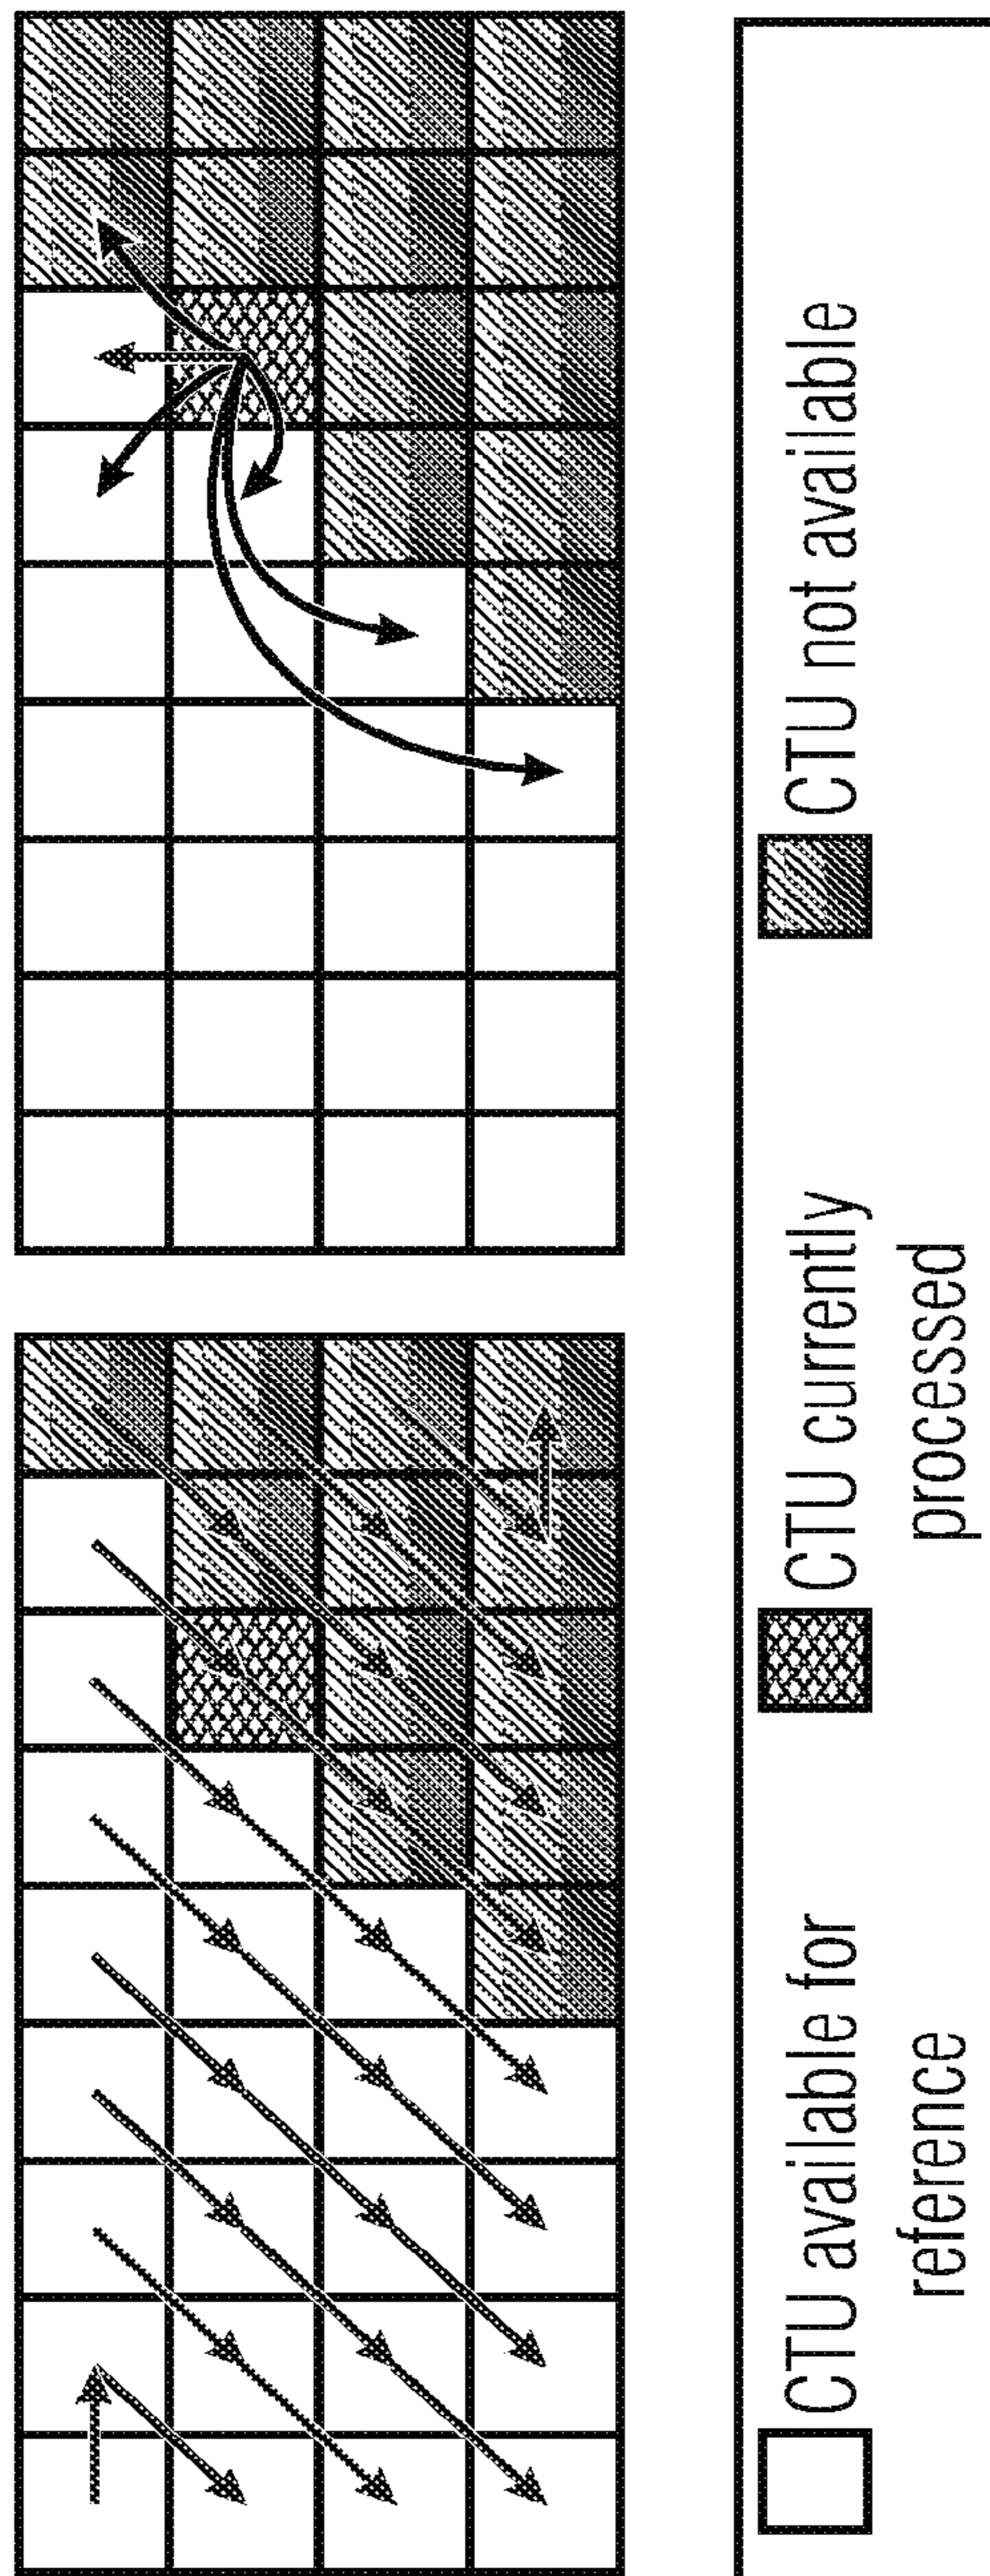 CTU available for
reference
CTU currently
processed
CTU not available